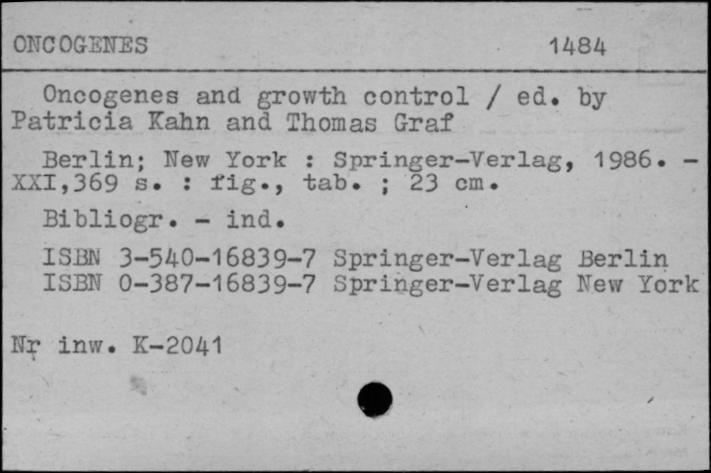 ONCOGENES 1484
Oncogenes and growth control / ed. by
Patricia Kahn and Thomas Graf
Berlin; New York : Springer-Verlag, 1986. -
XXI,369 s. : fig., tab. ; 23 cm.
Bibliogr. - ind.
ISBN 3-540-16839-7 Springer-Verlag Berlin
ISBN 0-387-16839-7 Springer-Verlag New York
Nr inw. K-2041